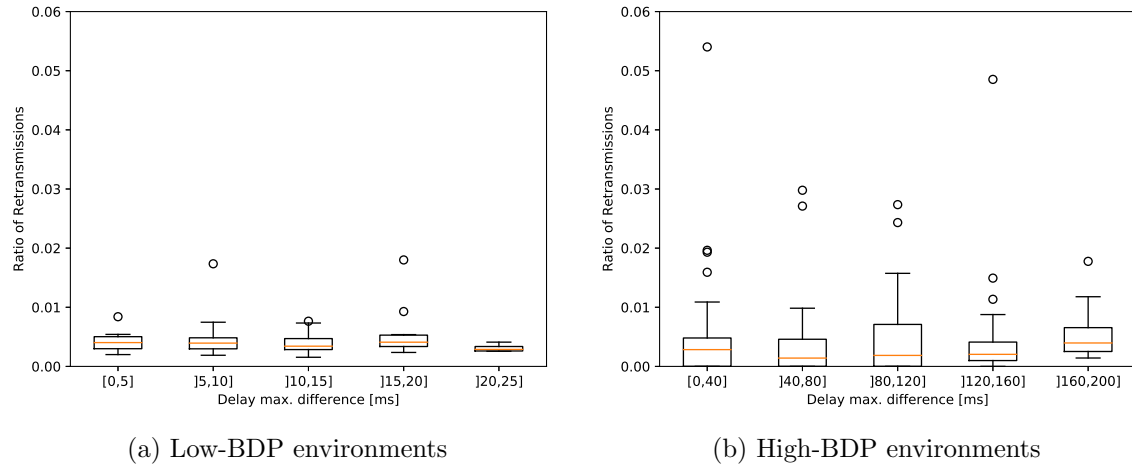 0.06
0.05
0.04
0.03
0.02
0.01
0.00
Ratio of Retransmissions
[0,5] ]5,10] ]10,15] ]15,20] ]20,25]
Delay max. difference [ms]
(a) Low-BDP environments
0.06
0.05
0.04
0.03
0.02
0.01
0.00
Ratio of Retransmissions
[0,40] ]40,80] ]80,120] ]120,160] ]160,200]
Delay max. difference [ms]
(b) High-BDP environments